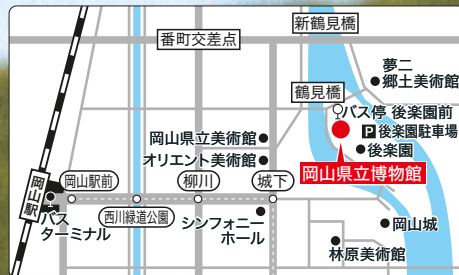 新鶴見橋
番町交差点
夢二
郷土美術館
鶴見橋
バス停 後楽園前
P 後楽園駐車場
岡山県立美術館
後楽園
オリエント美術館
岡山県立博物館
岡山駅
岡山駅前
柳川
城下
バス
ターミナル
西川緑道公園
シンフォニー
ホール
岡山城
林原美術館